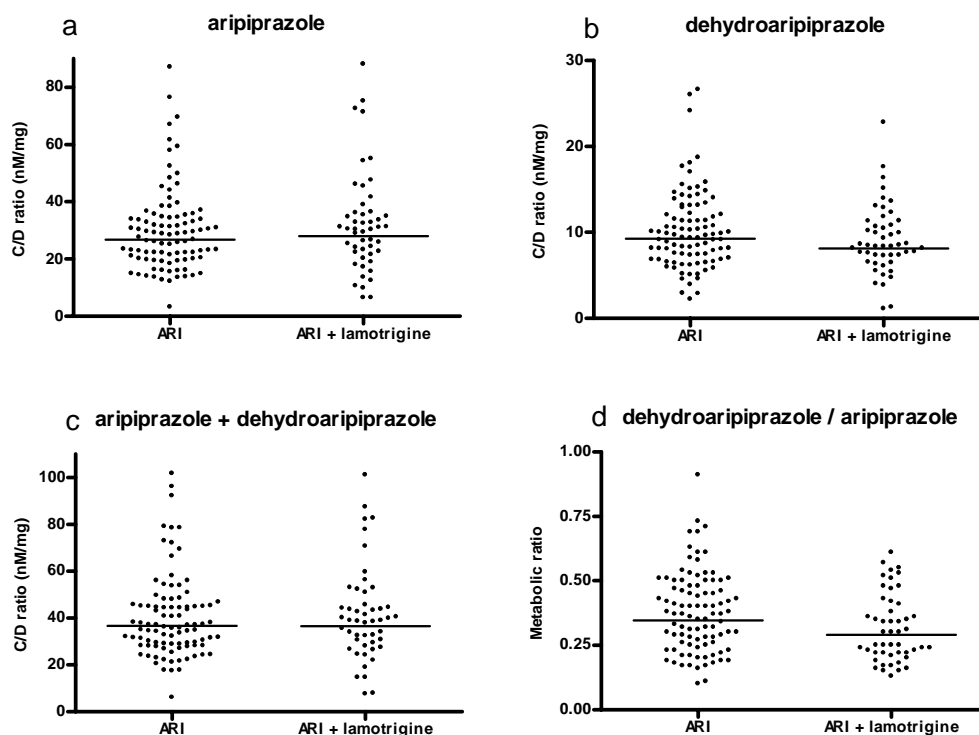 a
aripiprazole
C/D ratio (nM/mg)
80
60
40
20
0
ARI
ARI + lamotrigine
b
dehydroaripiprazole
C/D ratio (nM/mg)
30
20
10
0
ARI
ARI + lamotrigine
c
aripiprazole + dehydroaripiprazole
C/D ratio (nM/mg)
100
80
60
40
20
0
ARI
ARI + lamotrigine
d
dehydroaripiprazole / aripiprazole
Metabolic ratio
1.00
0.75
0.50
0.25
0.00
ARI
ARI + lamotrigine